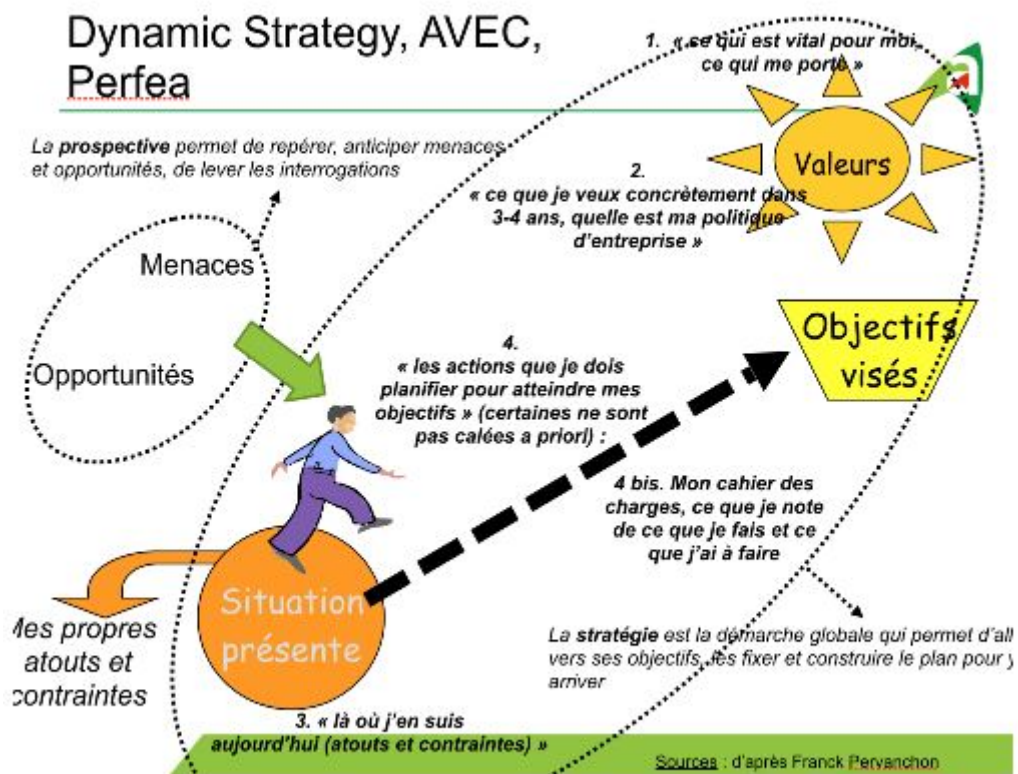 Dynamic Strategy, AVEC,
Perfea
1. « ce qui est vital pour moi,
ce qui me porte »
La prospective permet de repérer, anticiper menaces
et opportunités, de lever les interrogations
Valeurs
2.
« ce que je veux concrètement dans
3-4 ans, quelle est ma politique
d'entreprise »
Menaces
Opportunités
Objectifs
visés
4.
« les actions que je dois
planifier pour atteindre mes
objectifs » (certaines ne sont
pas calées a priori) :
4 bis. Mon cahier des
charges, ce que je note
de ce que je fais et ce
que j'ai à faire
Situation
présente
Mes propres
atouts et
contraintes
La stratégie est la démarche globale qui permet d'all
vers ses objectifs, les fixer et construire le plan pour y
arriver
3. « là où j'en suis
aujourd'hui (atouts et contraintes) »
Sources : d'après Franck Pervanchon